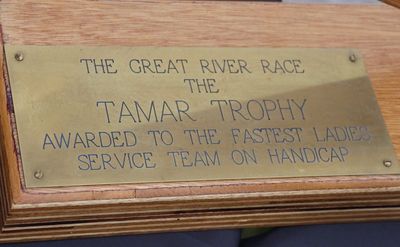 THE GREAT RIVER RACE
THE
TAMAR TROPHY
AWARDED TO THE FASTEST LADIES
SERVICE TEAM ON HANDICAP